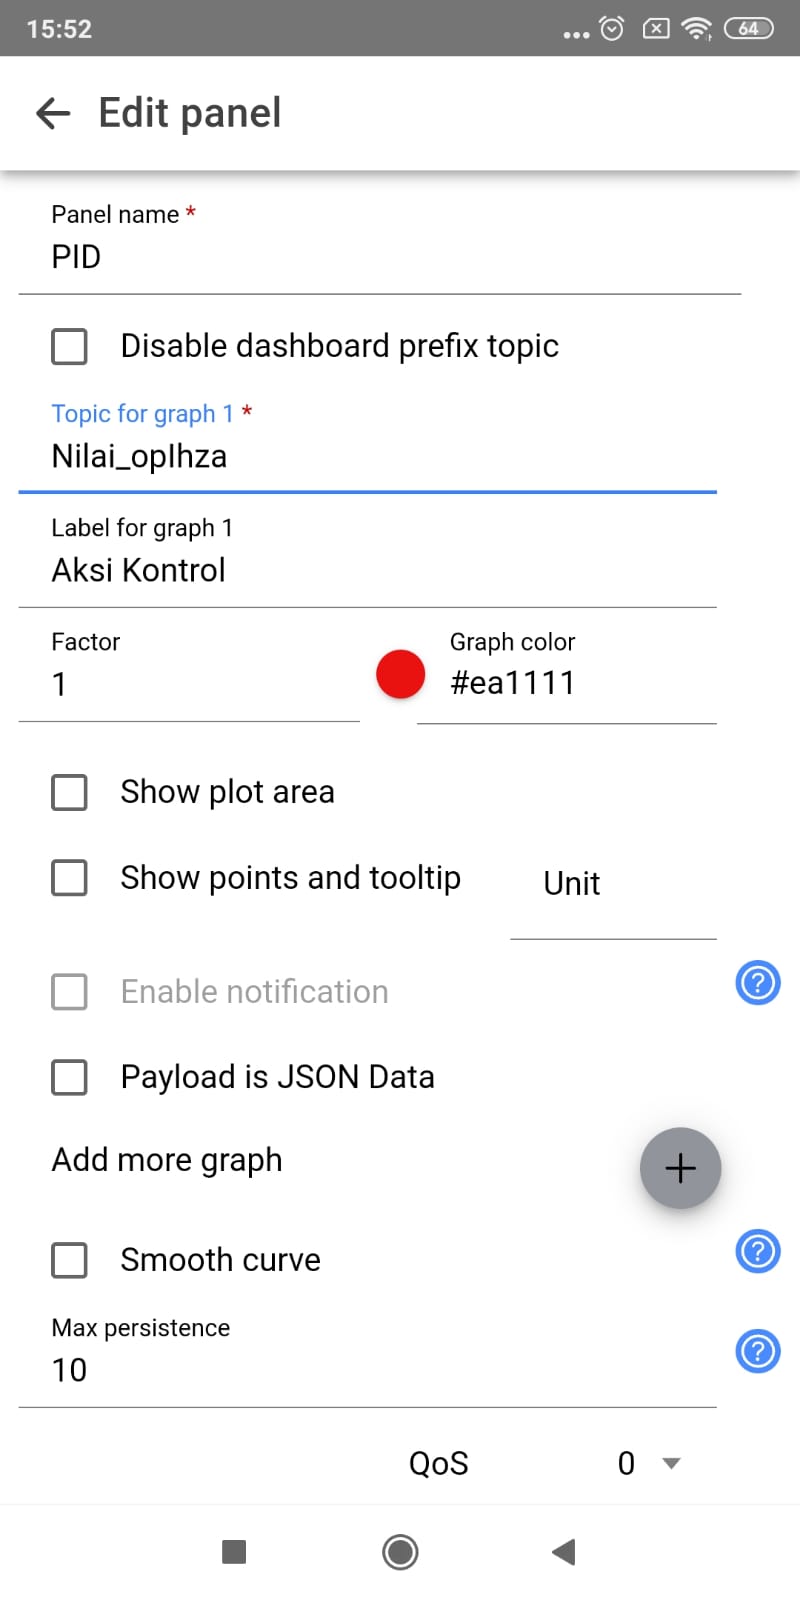 15:52
64
Edit panel
Panel name *
PID
Disable dashboard prefix topic
Topic for graph 1 *
Nilai_opIhza
Label for graph 1
Aksi Kontrol
Factor
1
Graph color
#ea1111
Show plot area
Show points and tooltip
Unit
Enable notification
?
Payload is JSON Data
Add more graph
+
Smooth curve
?
Max persistence
10
?
QoS
0